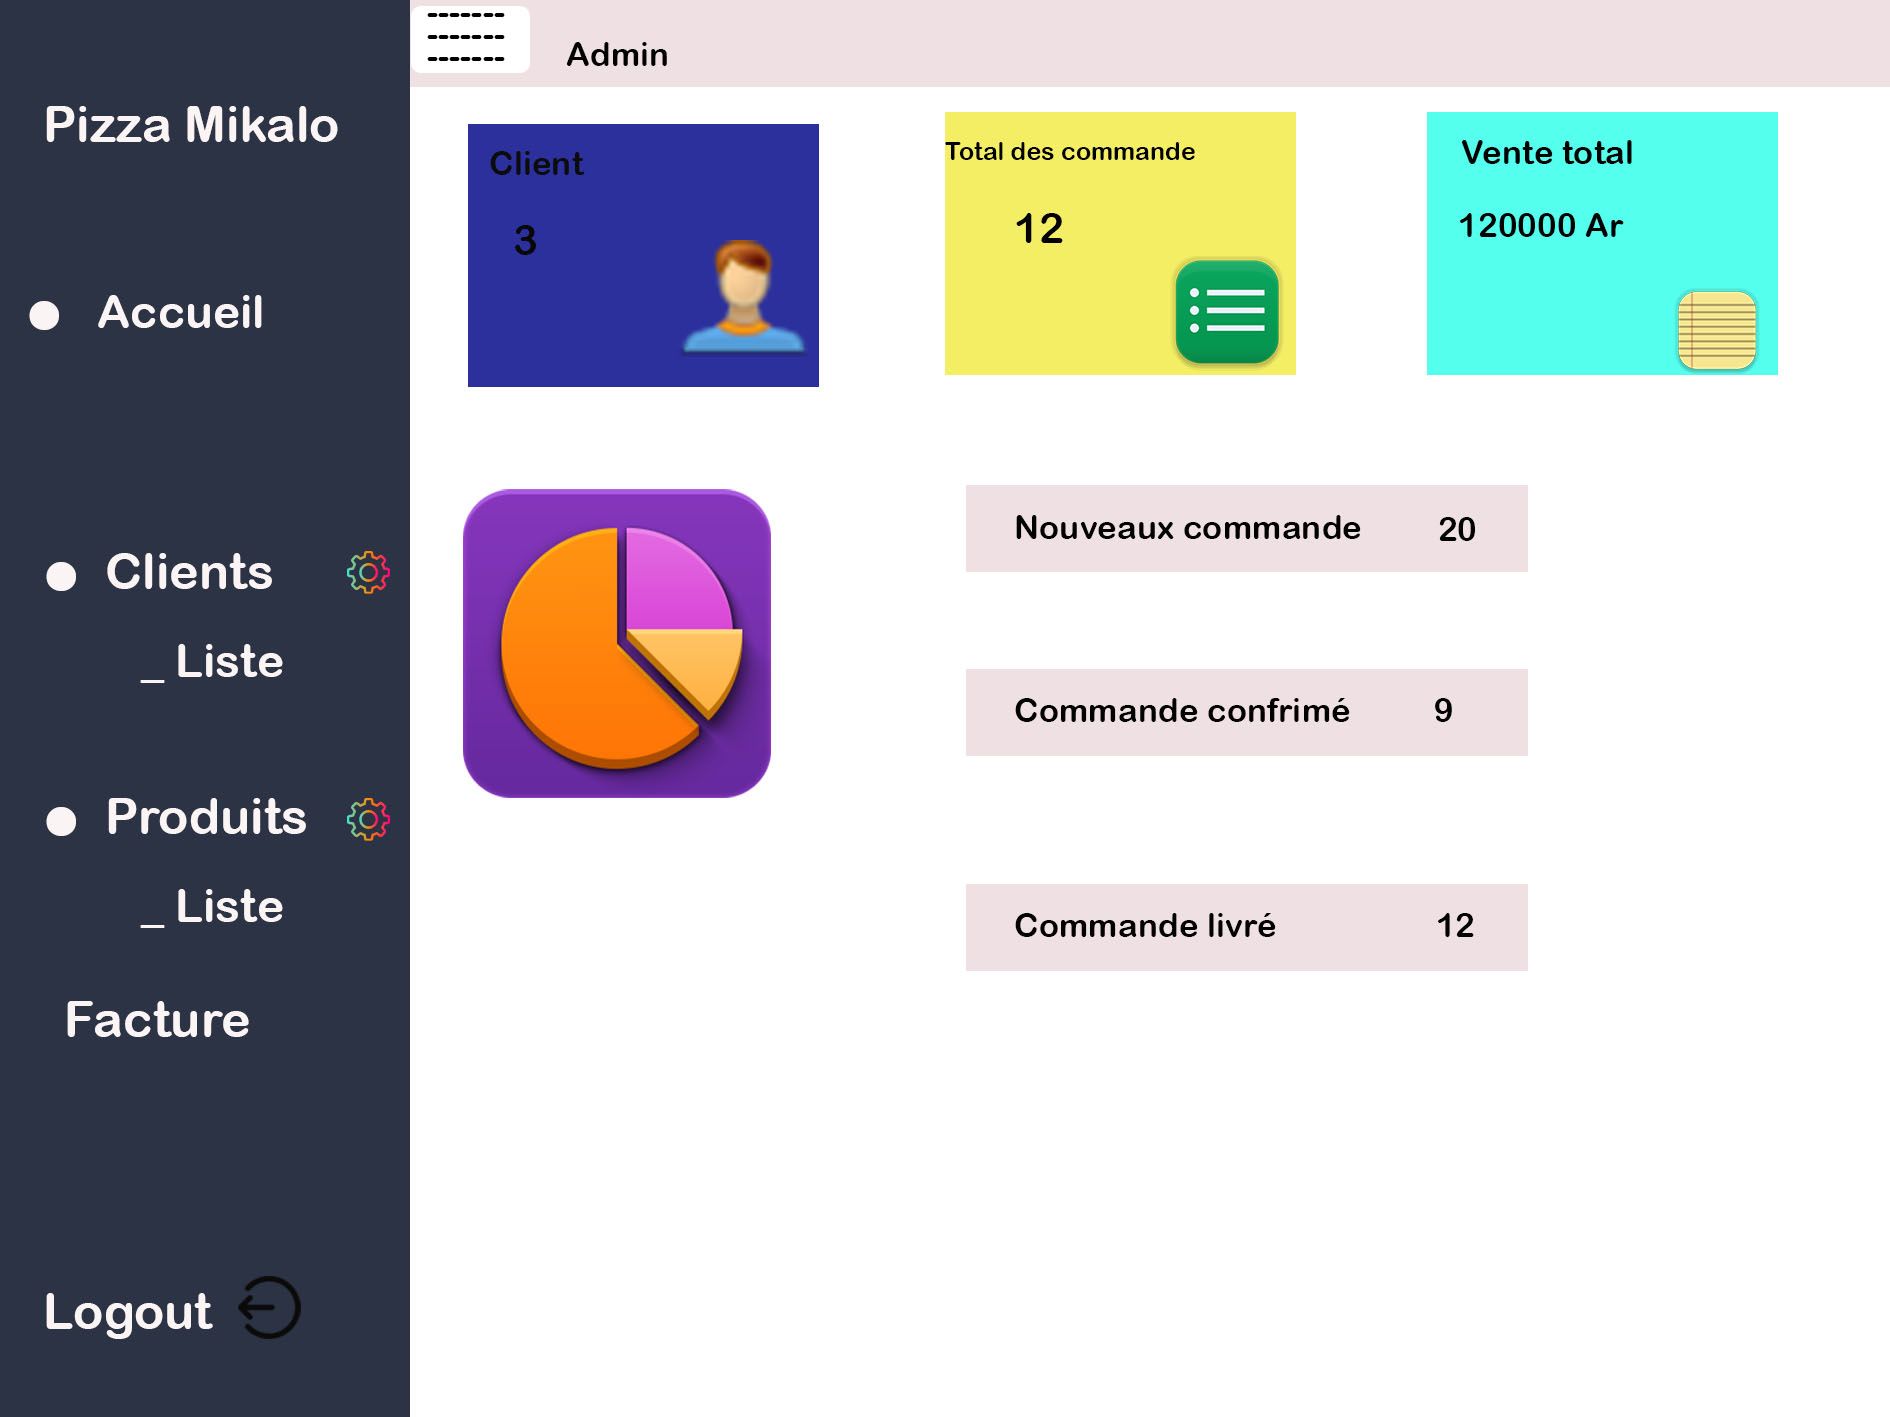 Pizza Mikalo
Accueil
Clients
_ Liste
Produits
_ Liste
Facture
Logout
Admin
Client
3
Total des commande
12
Vente total
120000 Ar
Nouveaux commande 20
Commande confrimé 9
Commande livré 12